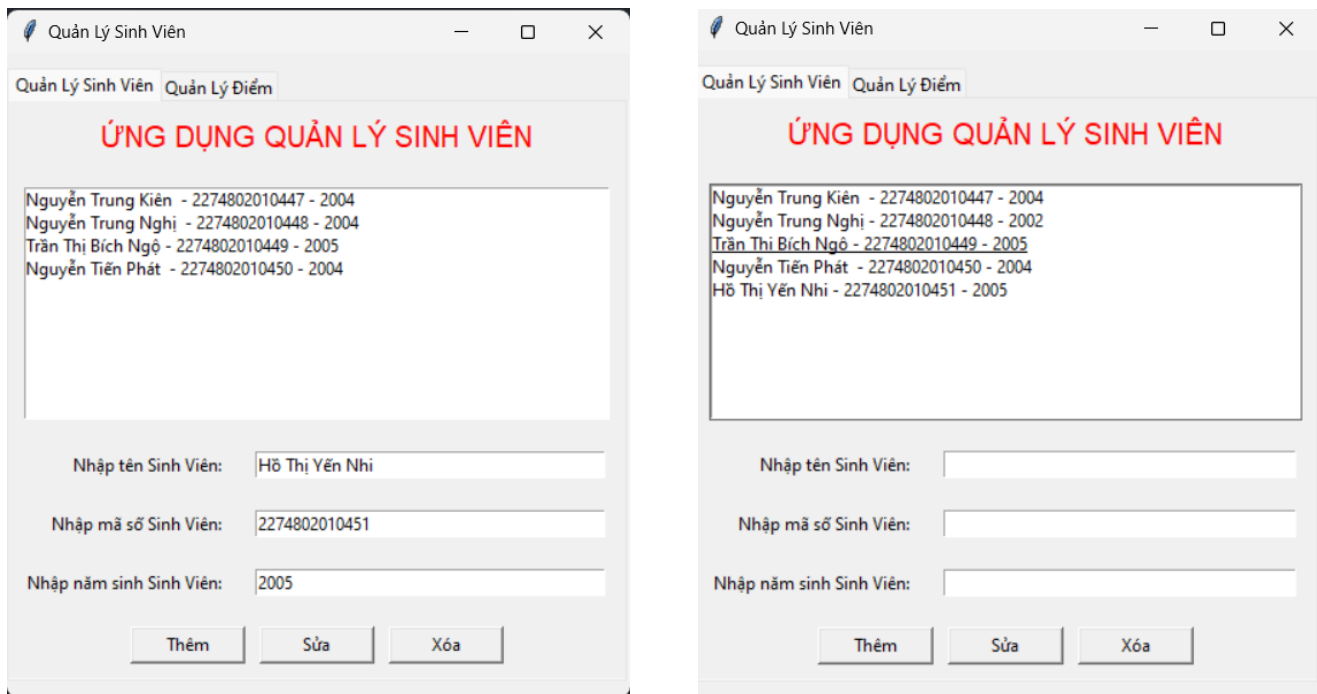 Quản Lý Sinh Viên
Quản Lý Sinh Viên Quản Lý Điểm
ỨNG DỤNG QUẢN LÝ SINH VIÊN
Nguyễn Trung Kiên - 2274802010447 - 2004
Nguyễn Trung Nghị - 2274802010448 - 2004
Trần Thị Bích Ngộ - 2274802010449 - 2005
Nguyễn Tiến Phát - 2274802010450 - 2004
Nhập tên Sinh Viên: Hồ Thị Yến Nhi
Nhập mã số Sinh Viên: 2274802010451
Nhập năm sinh Sinh Viên: 2005
Thêm Sửa Xóa
Quản Lý Sinh Viên
Quản Lý Sinh Viên Quản Lý Điểm
ỨNG DỤNG QUẢN LÝ SINH VIÊN
Nguyễn Trung Kiên - 2274802010447 - 2004
Nguyễn Trung Nghị - 2274802010448 - 2002
Trần Thị Bích Ngộ - 2274802010449 - 2005
Nguyễn Tiến Phát - 2274802010450 - 2004
Hồ Thị Yến Nhi - 2274802010451 - 2005
Nhập tên Sinh Viên:
Nhập mã số Sinh Viên:
Nhập năm sinh Sinh Viên:
Thêm Sửa Xóa